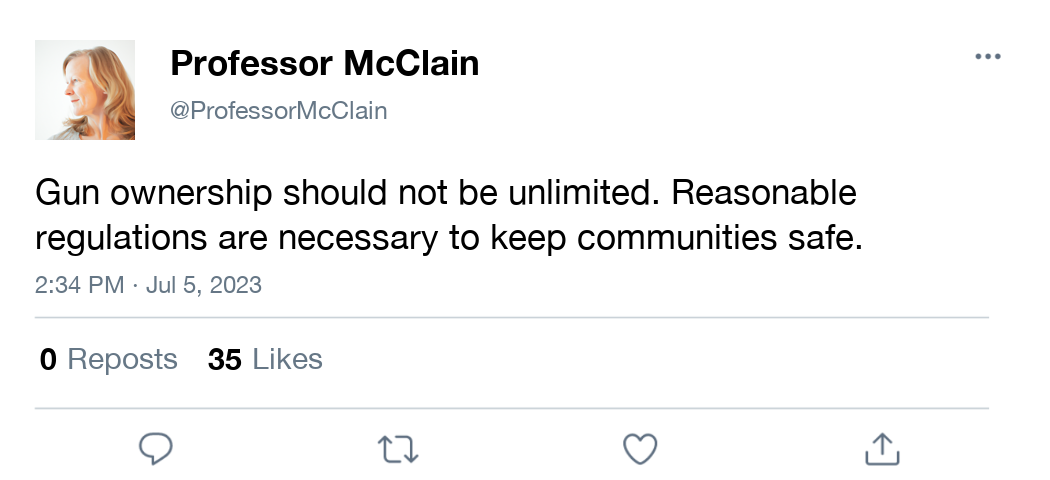 Professor McClain
@ProfessorMcClain
Gun ownership should not be unlimited. Reasonable
regulations are necessary to keep communities safe.
2:34 PM · Jul 5, 2023
0 Reposts 35 Likes